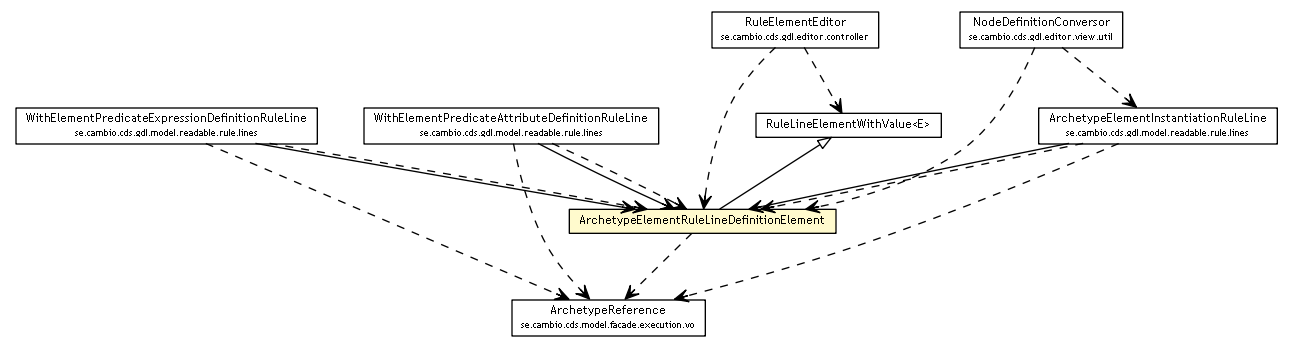 RuleElementEditor
se.cambio.cds.gdl.editor.controller
NodeDefinitionConversor
se.cambio.cds.gdl.editor.view.util
WithElementPredicateExpressionDefinitionRuleLine
se.cambio.cds.gdl.model.readable.rule.lines
WithElementPredicateAttributeDefinitionRuleLine
se.cambio.cds.gdl.model.readable.rule.lines
RuleLineElementWithValue<E>
ArchetypeElementInstantiationRuleLine
se.cambio.cds.gdl.model.readable.rule.lines
ArchetypeElementRuleLineDefinitionElement
ArchetypeReference
se.cambio.cds.model.facade.execution.vo